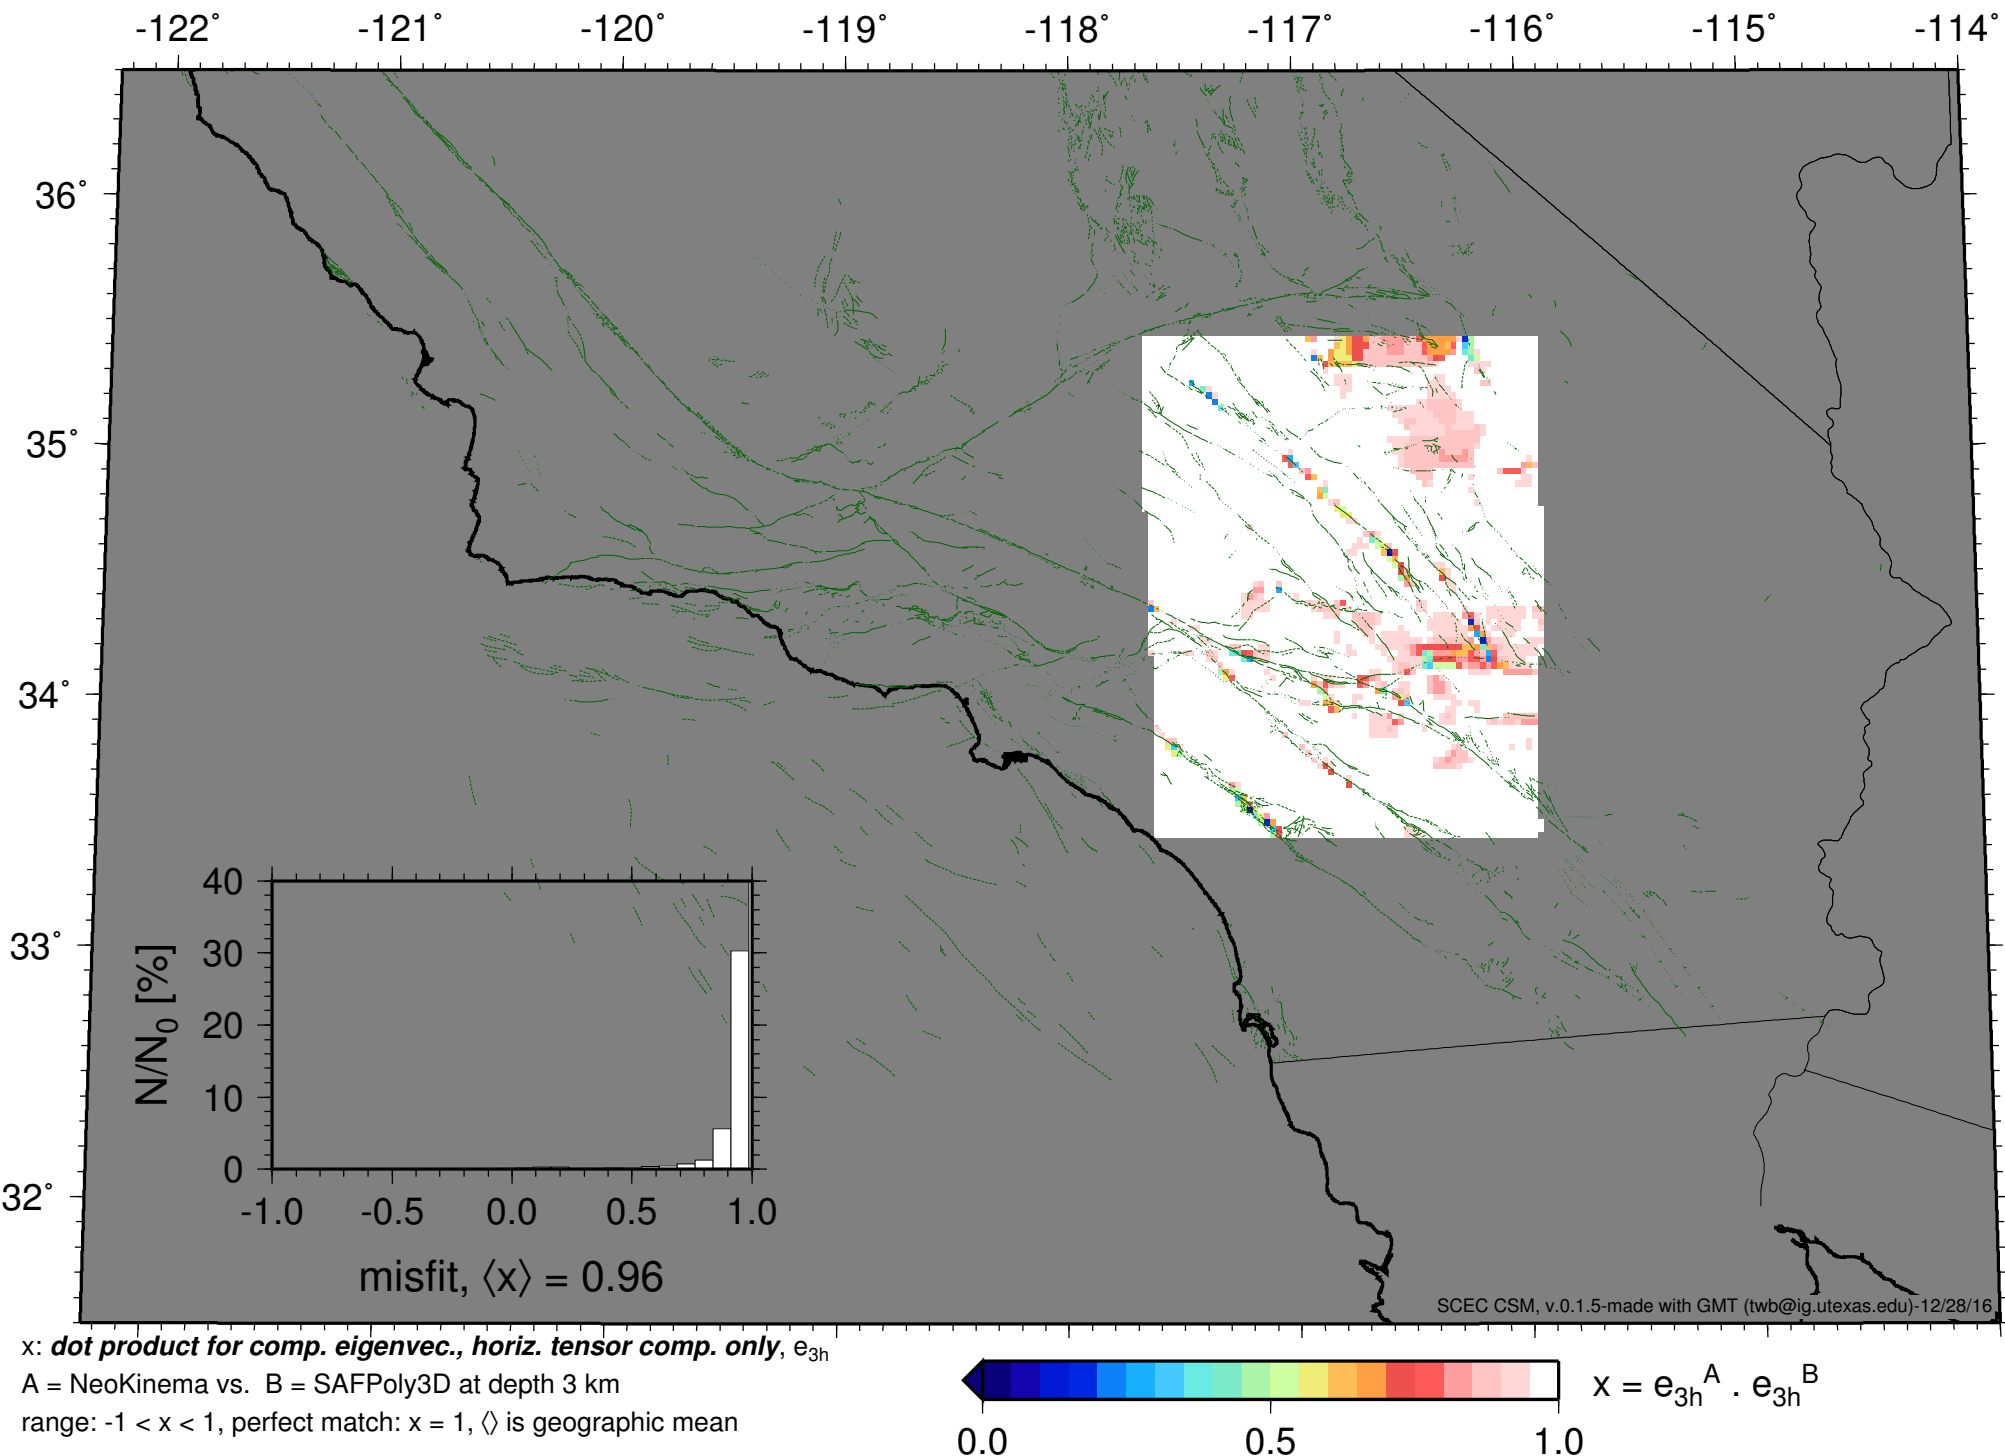 -122° -121° -120° -119° -118° -117° -116° -115° -114°
36°
35°
34°
33°
32°
40
30
20
10
0
N/N0 [%]
-1.0 -0.5 0.0 0.5 1.0
misfit, ⟨x⟩ = 0.96
SCEC CSM, v.0.1.5-made with GMT (twb@ig.utexas.edu)-12/28/16
x: dot product for comp. eigenvec., horiz. tensor comp. only, e3h
A = NeoKinema vs. B = SAFPoly3D at depth 3 km
range: -1 < x < 1, perfect match: x = 1, ⟨⟩ is geographic mean
x = e3h^A . e3h^B
0.0 0.5 1.0